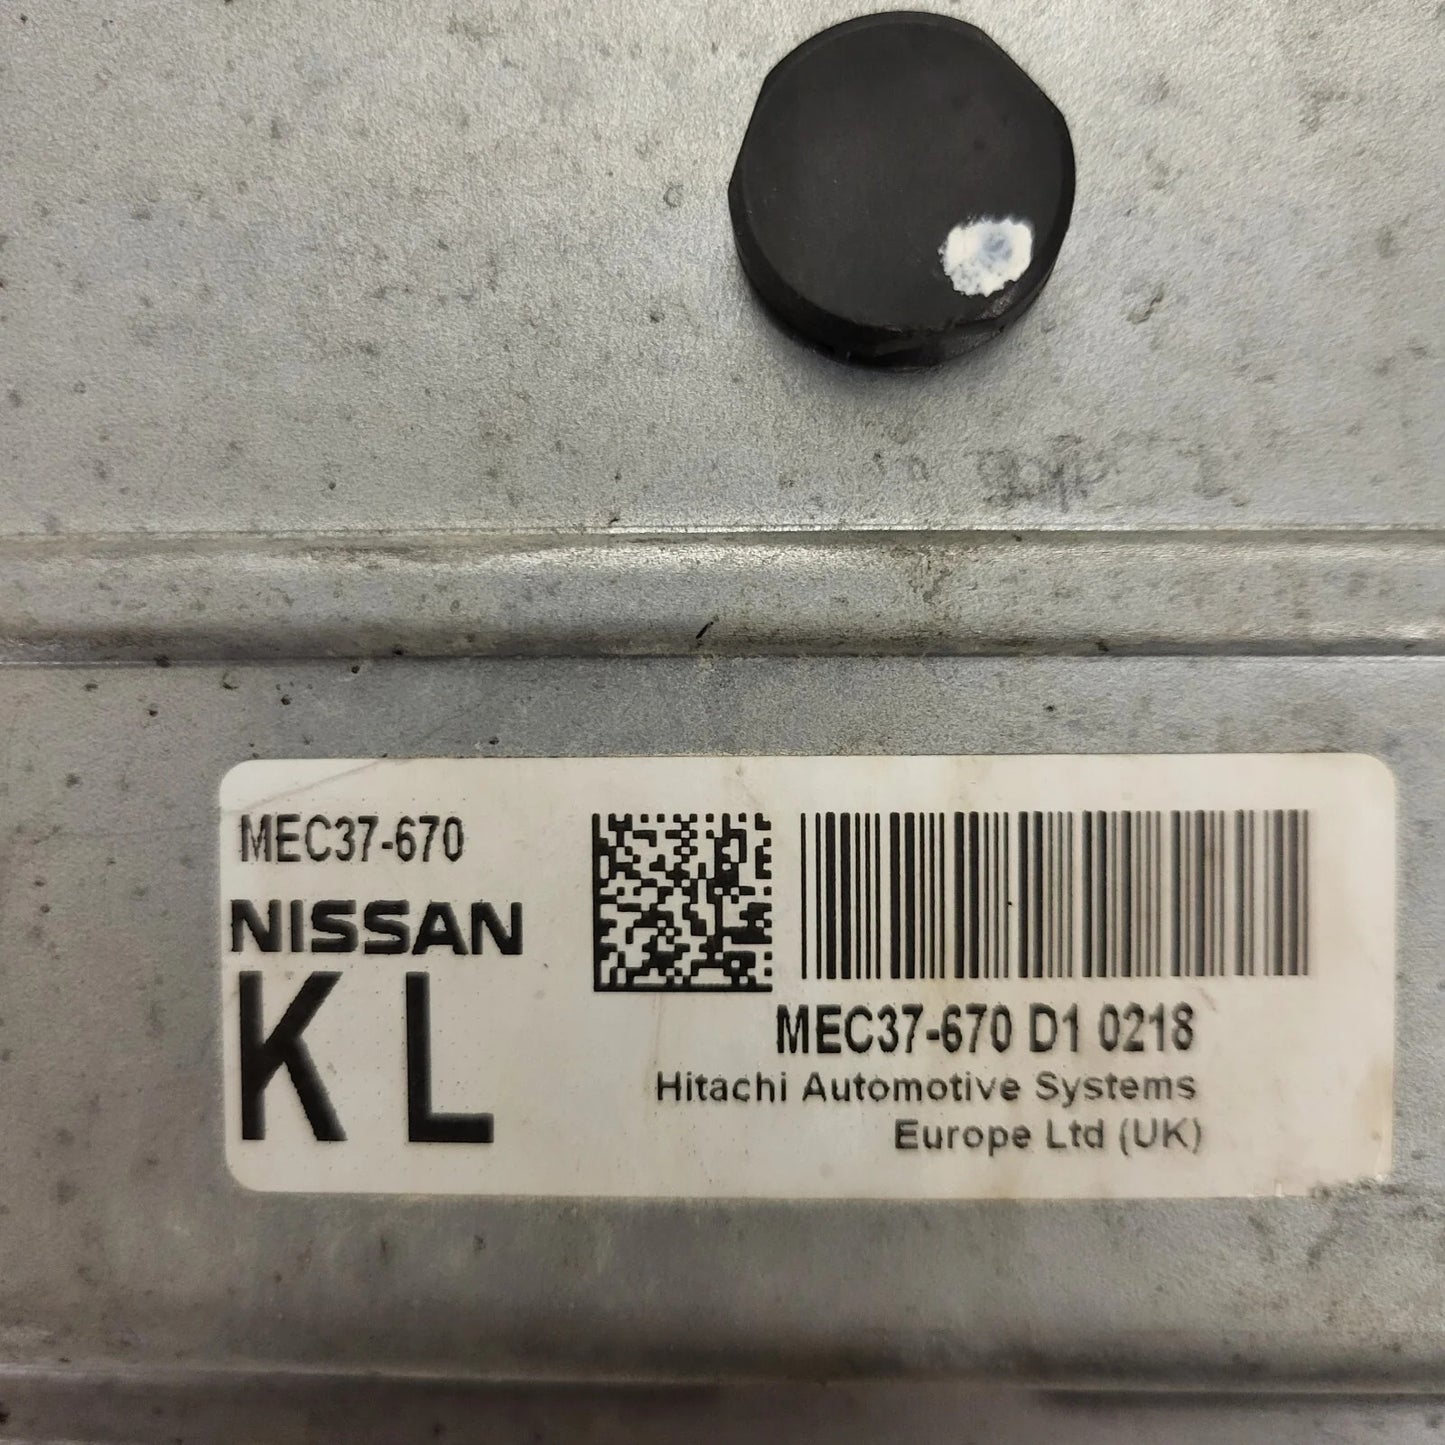 MEC37-670
NISSAN
K L
MEC37-670 D1 0218
Hitachi Automotive Systems
Europe Ltd (UK)